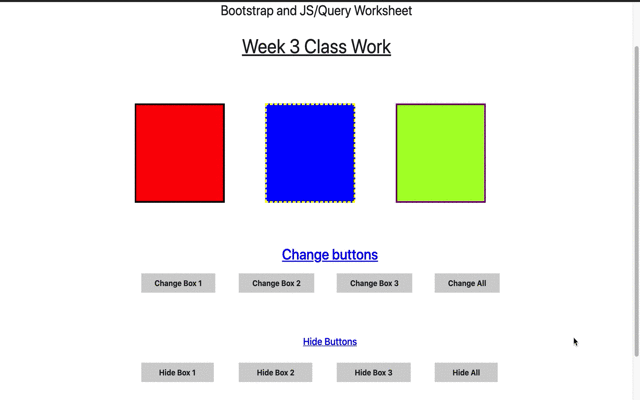 Bootstrap and JS/Query Worksheet
Week 3 Class Work
Change buttons
Change Box 1 Change Box 2 Change Box 3 Change All
Hide Buttons
Hide Box 1 Hide Box 2 Hide Box 3 Hide All